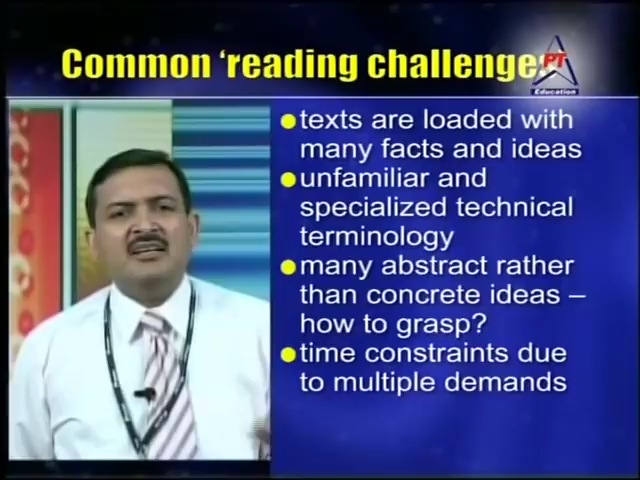 Common ‘reading challenges
PT
Education
texts are loaded with
many facts and ideas
unfamiliar and
specialized technical
terminology
many abstract rather
than concrete ideas –
how to grasp?
time constraints due
to multiple demands